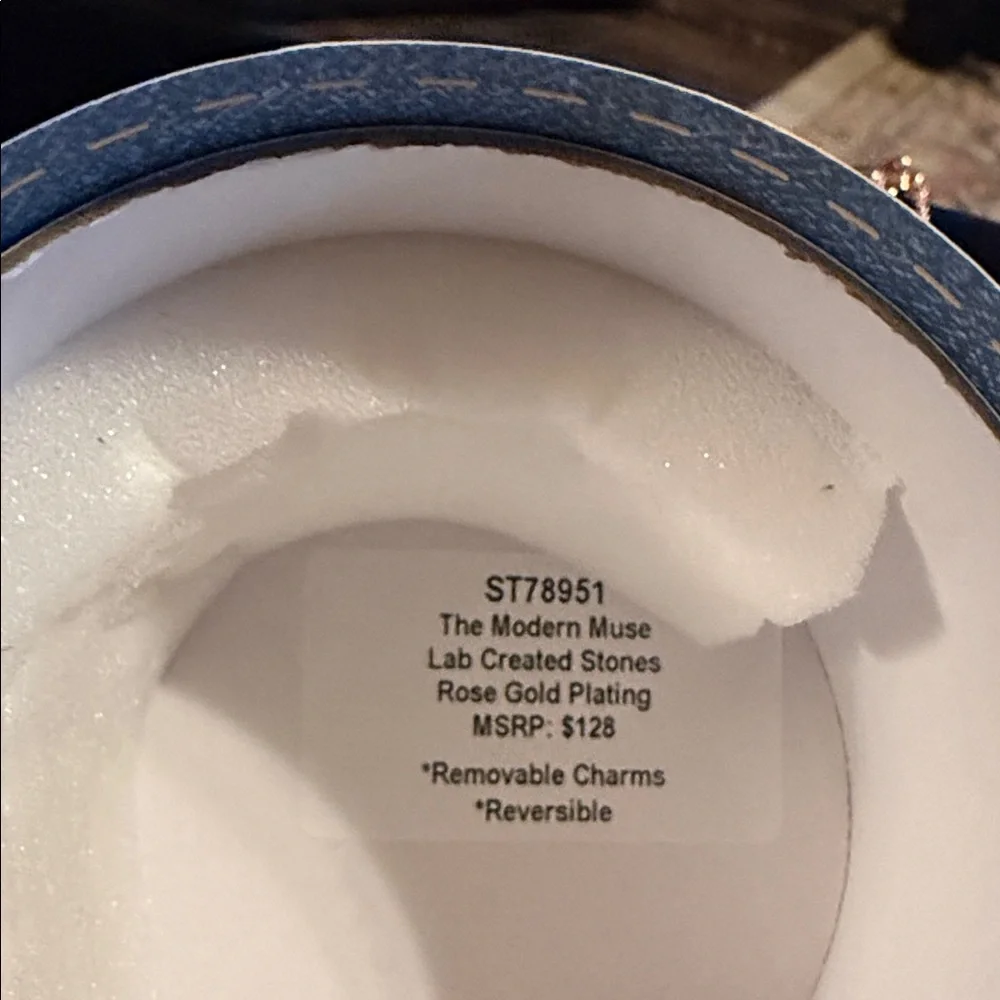 ST78951
The Modern Muse
Lab Created Stones
Rose Gold Plating
MSRP: $128
*Removable Charms
*Reversible